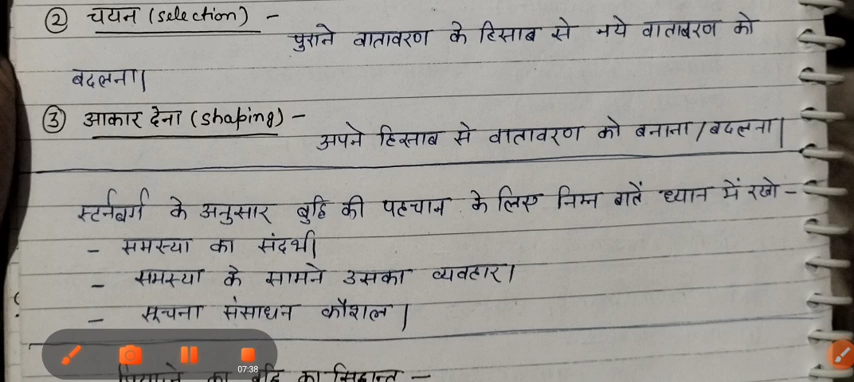 ② चयन (selection) -
पुराने वातावरण के हिसाब से नये वातावरण को
बदलना।
③ आकार देना (shaping) -
अपने हिसाब से वातावरण को बनाना/बदलना।
स्टर्नबर्ग के अनुसार बुद्धि की पहचान के लिए निम्न बातें ध्यान में रखो -
- समस्या का संदर्भ।
- समस्या के सामने उसका व्यवहार।
- सूचना संसाधन कौशल।
07:38
का बुद्धि का सिद्धान्त -